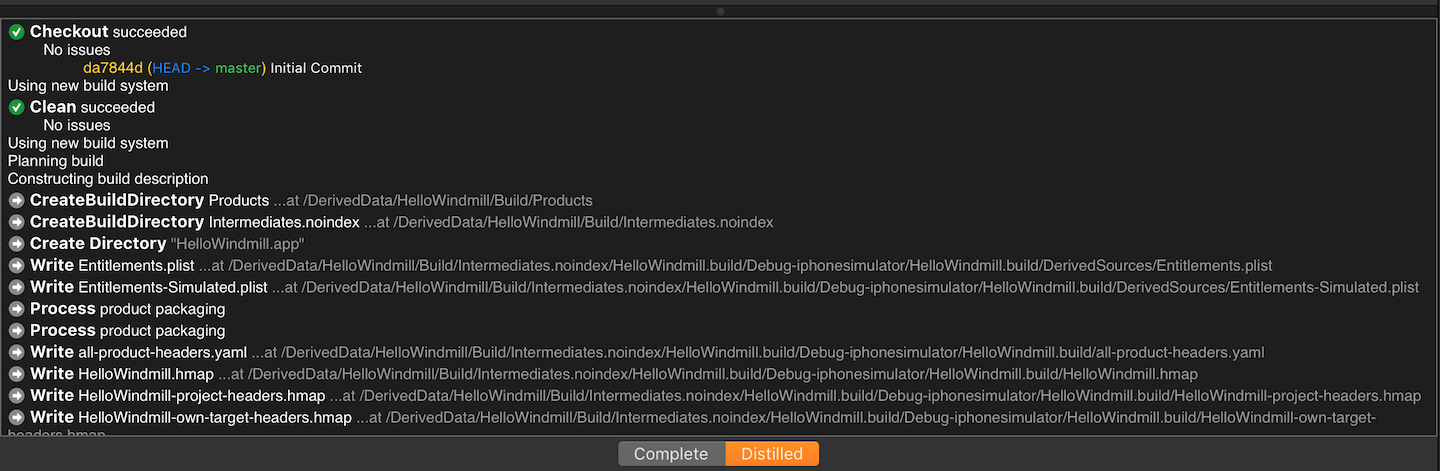 Checkout succeeded
No issues
da7844d (HEAD -> master) Initial Commit
Using new build system
Clean succeeded
No issues
Using new build system
Planning build
Constructing build description
CreateBuildDirectory Products ...at /DerivedData/HelloWindmill/Build/Products
CreateBuildDirectory Intermediates.noindex ...at /DerivedData/HelloWindmill/Build/Intermediates.noindex
Create Directory "HelloWindmill.app"
Write Entitlements.plist ...at /DerivedData/HelloWindmill/Build/Intermediates.noindex/HelloWindmill.build/Debug-iphonesimulator/HelloWindmill.build/DerivedSources/Entitlements.plist
Write Entitlements-Simulated.plist ...at /DerivedData/HelloWindmill/Build/Intermediates.noindex/HelloWindmill.build/Debug-iphonesimulator/HelloWindmill.build/DerivedSources/Entitlements-Simulated.plist
Process product packaging
Process product packaging
Write all-product-headers.yaml ...at /DerivedData/HelloWindmill/Build/Intermediates.noindex/HelloWindmill.build/Debug-iphonesimulator/HelloWindmill.build/all-product-headers.yaml
Write HelloWindmill.hmap ...at /DerivedData/HelloWindmill/Build/Intermediates.noindex/HelloWindmill.build/Debug-iphonesimulator/HelloWindmill.build/HelloWindmill.hmap
Write HelloWindmill-project-headers.hmap ...at /DerivedData/HelloWindmill/Build/Intermediates.noindex/HelloWindmill.build/Debug-iphonesimulator/HelloWindmill.build/HelloWindmill-project-headers.hmap
Write HelloWindmill-own-target-headers.hmap ...at /DerivedData/HelloWindmill/Build/Intermediates.noindex/HelloWindmill.build/Debug-iphonesimulator/HelloWindmill.build/HelloWindmill-own-target-
headers.hmap
Complete Distilled